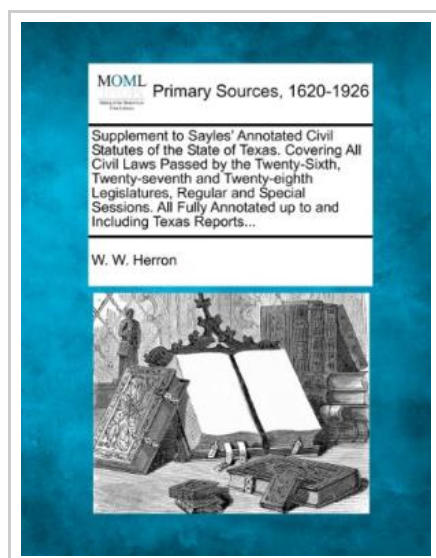 MOML
Primary Sources, 1620-1926
Supplement to Sayles' Annotated Civil
Statutes of the State of Texas. Covering All
Civil Laws Passed by the Twenty-Sixth,
Twenty-seventh and Twenty-eighth
Legislatures, Regular and Special
Sessions. All Fully Annotated up to and
Including Texas Reports...
W. W. Herron